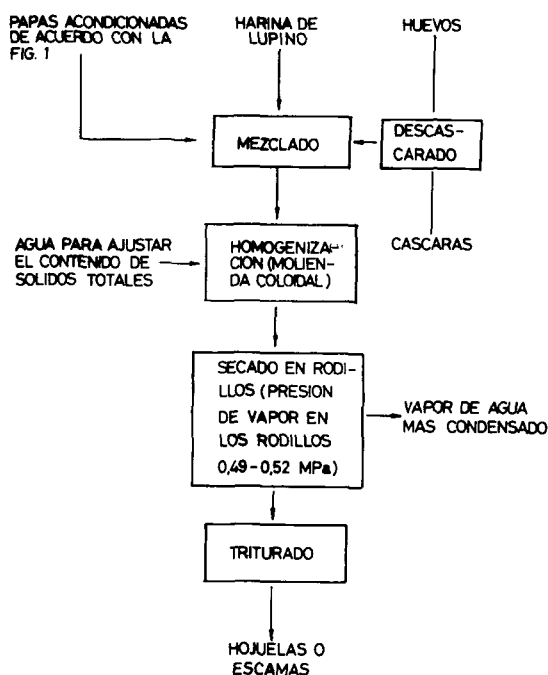 PAPAS ACONDICIONADAS
DE ACUERDO CON LA
FIG. 1
HARINA DE
LUPINO
HUEVOS
MEZCLADO
DESCAS-
CARADO
CASCARAS
AGUA PARA AJUSTAR
EL CONTENIDO DE
SOLIDOS TOTALES
HOMOGENIZA-
CION (MOLIEN-
DA COLOIDAL)
SECADO EN RODI-
LLOS (PRESION
DE VAPOR EN
LOS RODILLOS
0,49-0,52 MPa)
VAPOR DE AGUA
MAS CONDENSADO
TRITURADO
HOJUELAS O
ESCAMAS